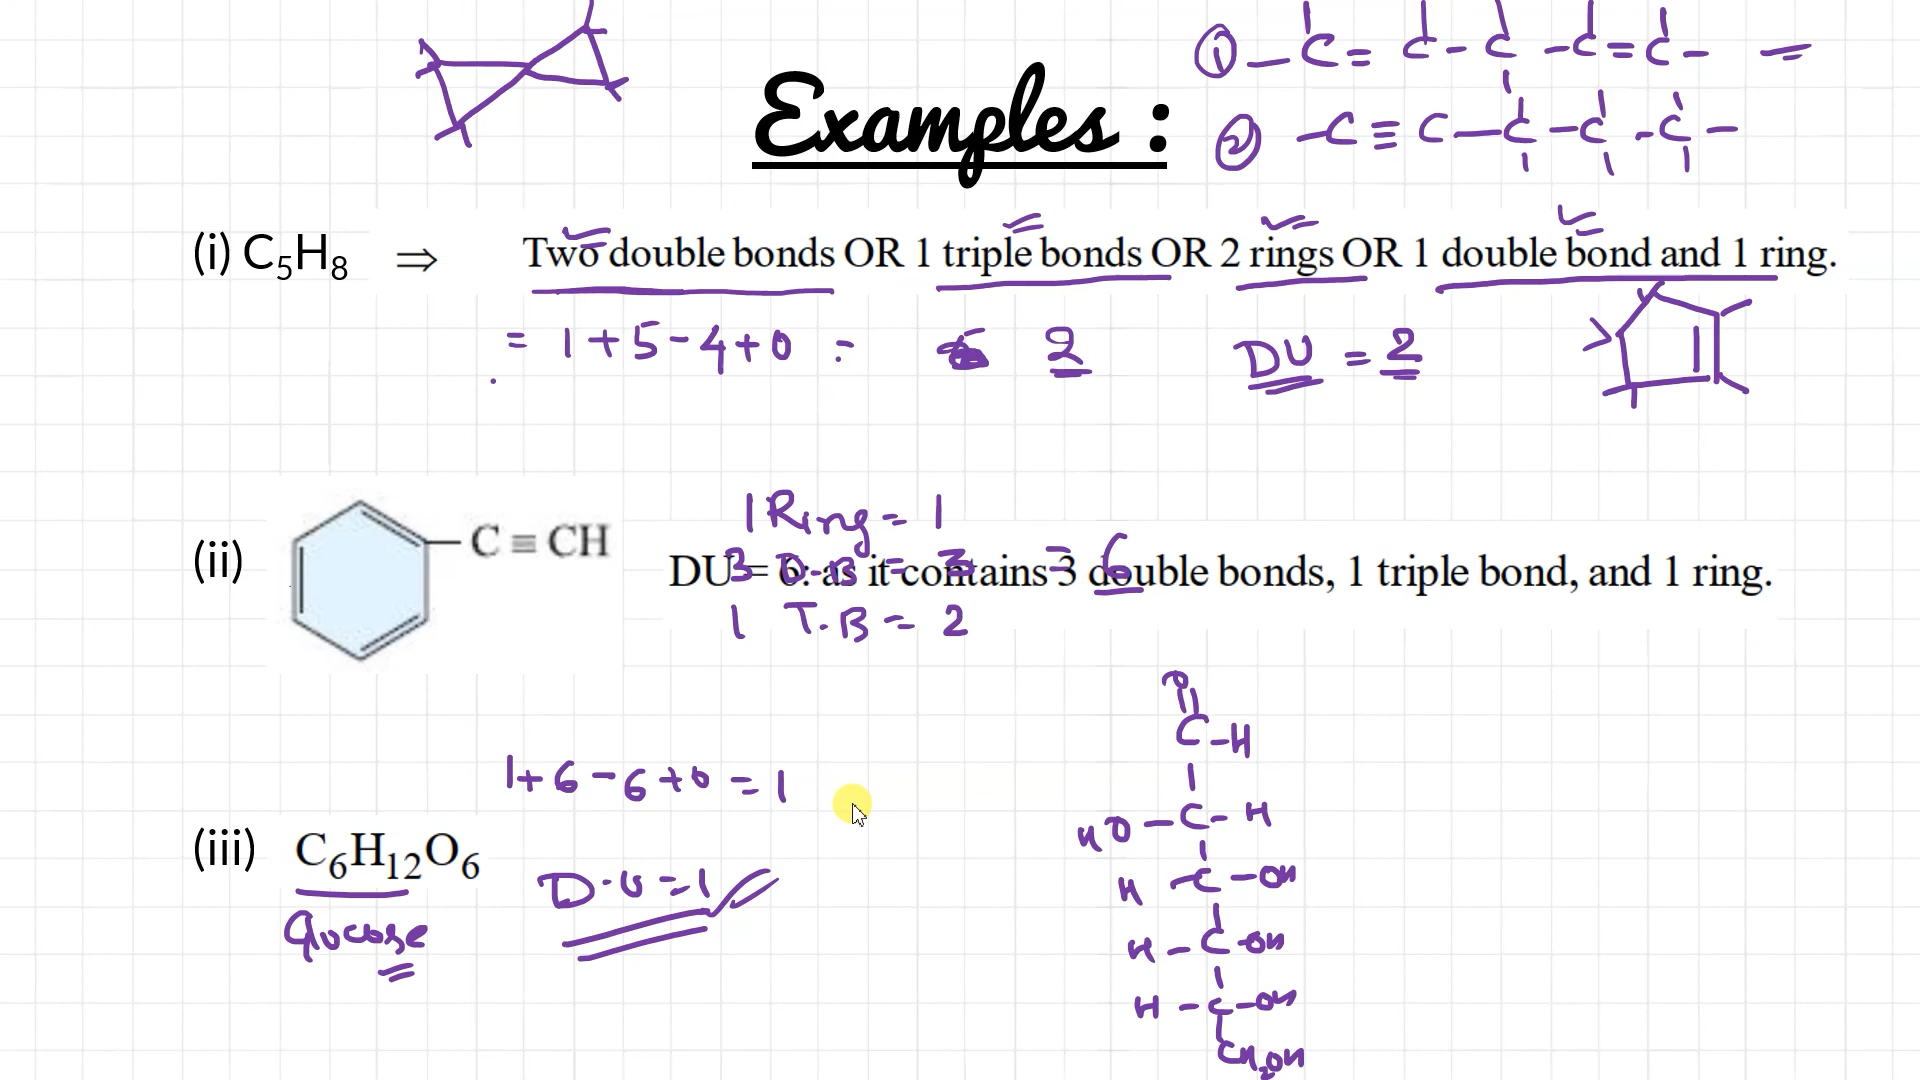 ① –C = C – C – C = C –
Examples :
② –C ≡ C – C – C – C –
(i) C₅H₈ ⇒ Two double bonds OR 1 triple bonds OR 2 rings OR 1 double bond and 1 ring.
= 1 + 5 - 4 + 0 = 2 DU = 2
1 Ring = 1
(ii) –C ≡ CH DU = 6: as it contains 3 double bonds, 1 triple bond, and 1 ring.
3 D.B = 3 = 6
1 T.B = 2
O
C – H
1 + 6 - 6 + 0 = 1
HO – C – H
(iii) C₆H₁₂O₆
D.U = 1
H – C – OH
Glucose
H – C – OH
H – C – OH
CH₂OH